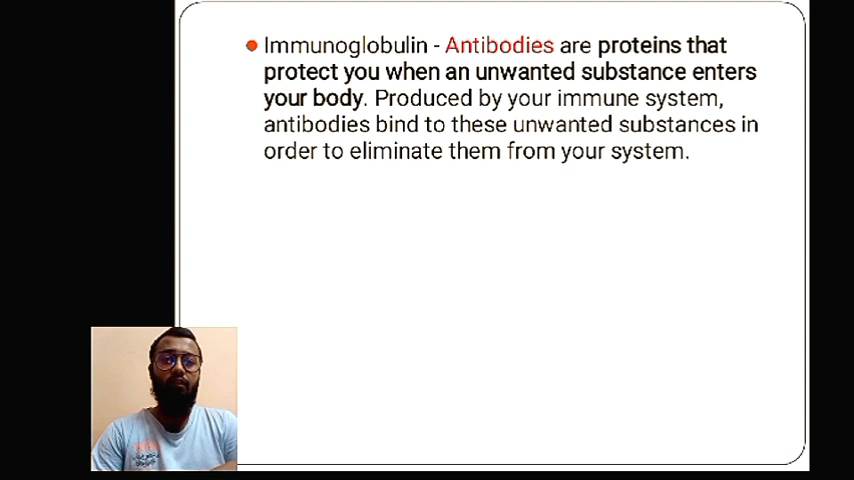 Immunoglobulin - Antibodies are proteins that
protect you when an unwanted substance enters
your body. Produced by your immune system,
antibodies bind to these unwanted substances in
order to eliminate them from your system.